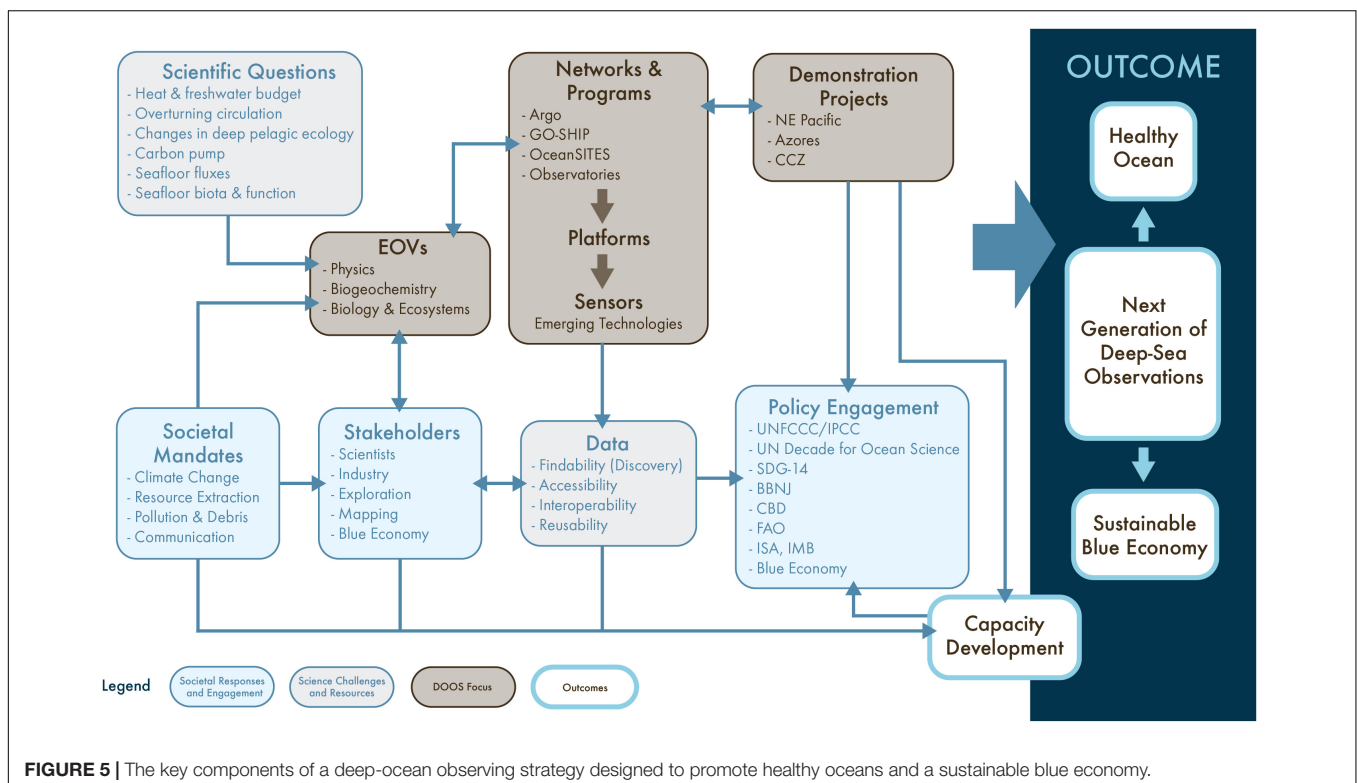 Scientific Questions
- Heat & freshwater budget
- Overturning circulation
- Changes in deep pelagic ecology
- Carbon pump
- Seafloor fluxes
- Seafloor biota & function
EOVs
- Physics
- Biogeochemistry
- Biology & Ecosystems
Networks &
Programs
- Argo
- GO-SHIP
- OceanSITES
- Observatories
Platforms
Sensors
Emerging Technologies
Demonstration
Projects
- NE Pacific
- Azores
- CCZ
Societal
Mandates
- Climate Change
- Resource Extraction
- Pollution & Debris
- Communication
Stakeholders
- Scientists
- Industry
- Exploration
- Mapping
- Blue Economy
Data
- Findability (Discovery)
- Accessibility
- Interoperability
- Reusability
Policy Engagement
- UNFCCC/IPCC
- UN Decade for Ocean Science
- SDG-14
- BBNJ
- CBD
- FAO
- ISA, IMB
- Blue Economy
OUTCOME
Healthy
Ocean
Next
Generation of
Deep-Sea
Observations
Sustainable
Blue Economy
Capacity
Development
Legend
Societal Responses
and Engagement
Science Challenges
and Resources
DOOS Focus
Outcomes
FIGURE 5 | The key components of a deep-ocean observing strategy designed to promote healthy oceans and a sustainable blue economy.